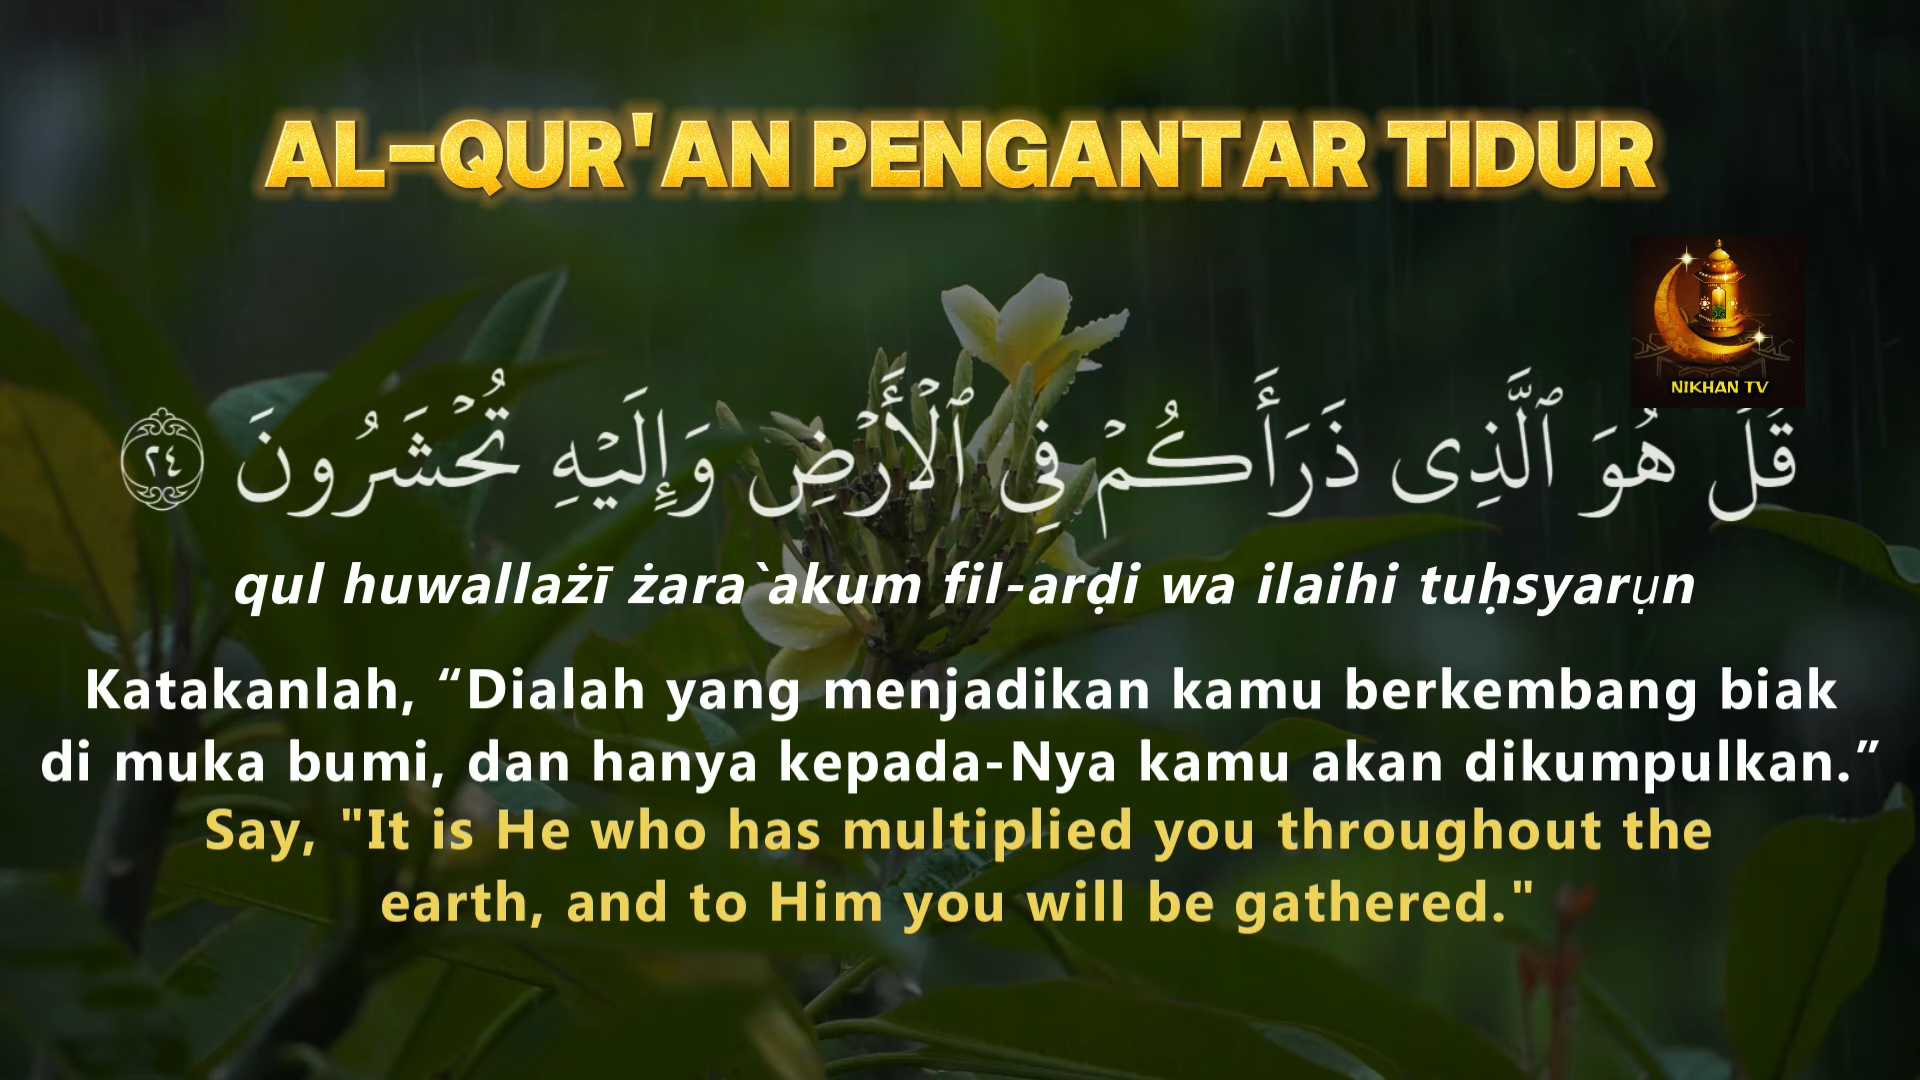 AL-QUR'AN PENGANTAR TIDUR
NIKHAN TV
قُلۡ هُوَ ٱلَّذِى ذَرَأَكُمۡ فِى ٱلۡأَرۡضِ وَإِلَيۡهِ تُحۡشَرُونَ ٢٤
qul huwallażī żara`akum fil-arḍi wa ilaihi tuḥsyarụn
Katakanlah, “Dialah yang menjadikan kamu berkembang biak
di muka bumi, dan hanya kepada-Nya kamu akan dikumpulkan.”
Say, "It is He who has multiplied you throughout the
earth, and to Him you will be gathered."